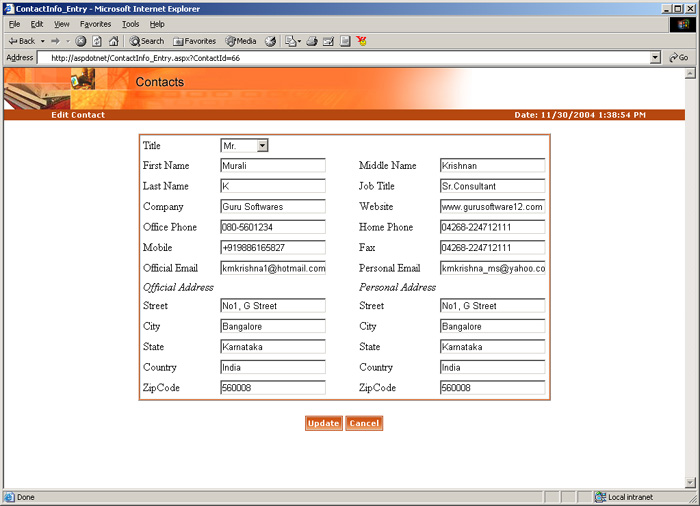 ContactInfo_Entry - Microsoft Internet Explorer
File Edit View Favorites Tools Help
Back Search Favorites Media
Address http://aspdotnet/ContactInfo_Entry.aspx?ContactId=66 Go
Contacts
Edit Contact Date: 11/30/2004 1:38:54 PM
Title Mr.
First Name Murali Middle Name Krishnan
Last Name K Job Title Sr.Consultant
Company Guru Softwares Website www.gurusoftware12.com
Office Phone 080-5601234 Home Phone 04268-224712111
Mobile +919886165827 Fax 04268-224712111
Official Email kmkrishna1@hotmail.com Personal Email kmkrishna_ms@yahoo.co
Official Address Personal Address
Street No1, G Street Street No1, G Street
City Bangalore City Bangalore
State Karnataka State Karnataka
Country India Country India
ZipCode 560008 ZipCode 560008
Update Cancel
Done Local intranet